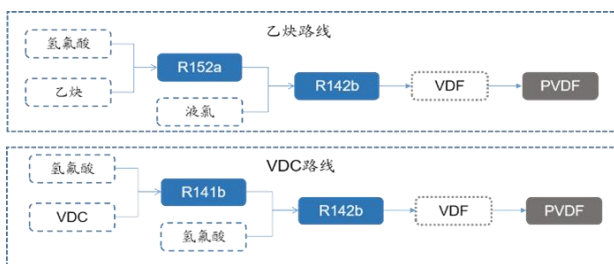 乙炔路线
氢氟酸
乙炔
R152a
液氯
R142b
VDF
PVDF
VDC路线
氢氟酸
VDC
R141b
氢氟酸
R142b
VDF
PVDF